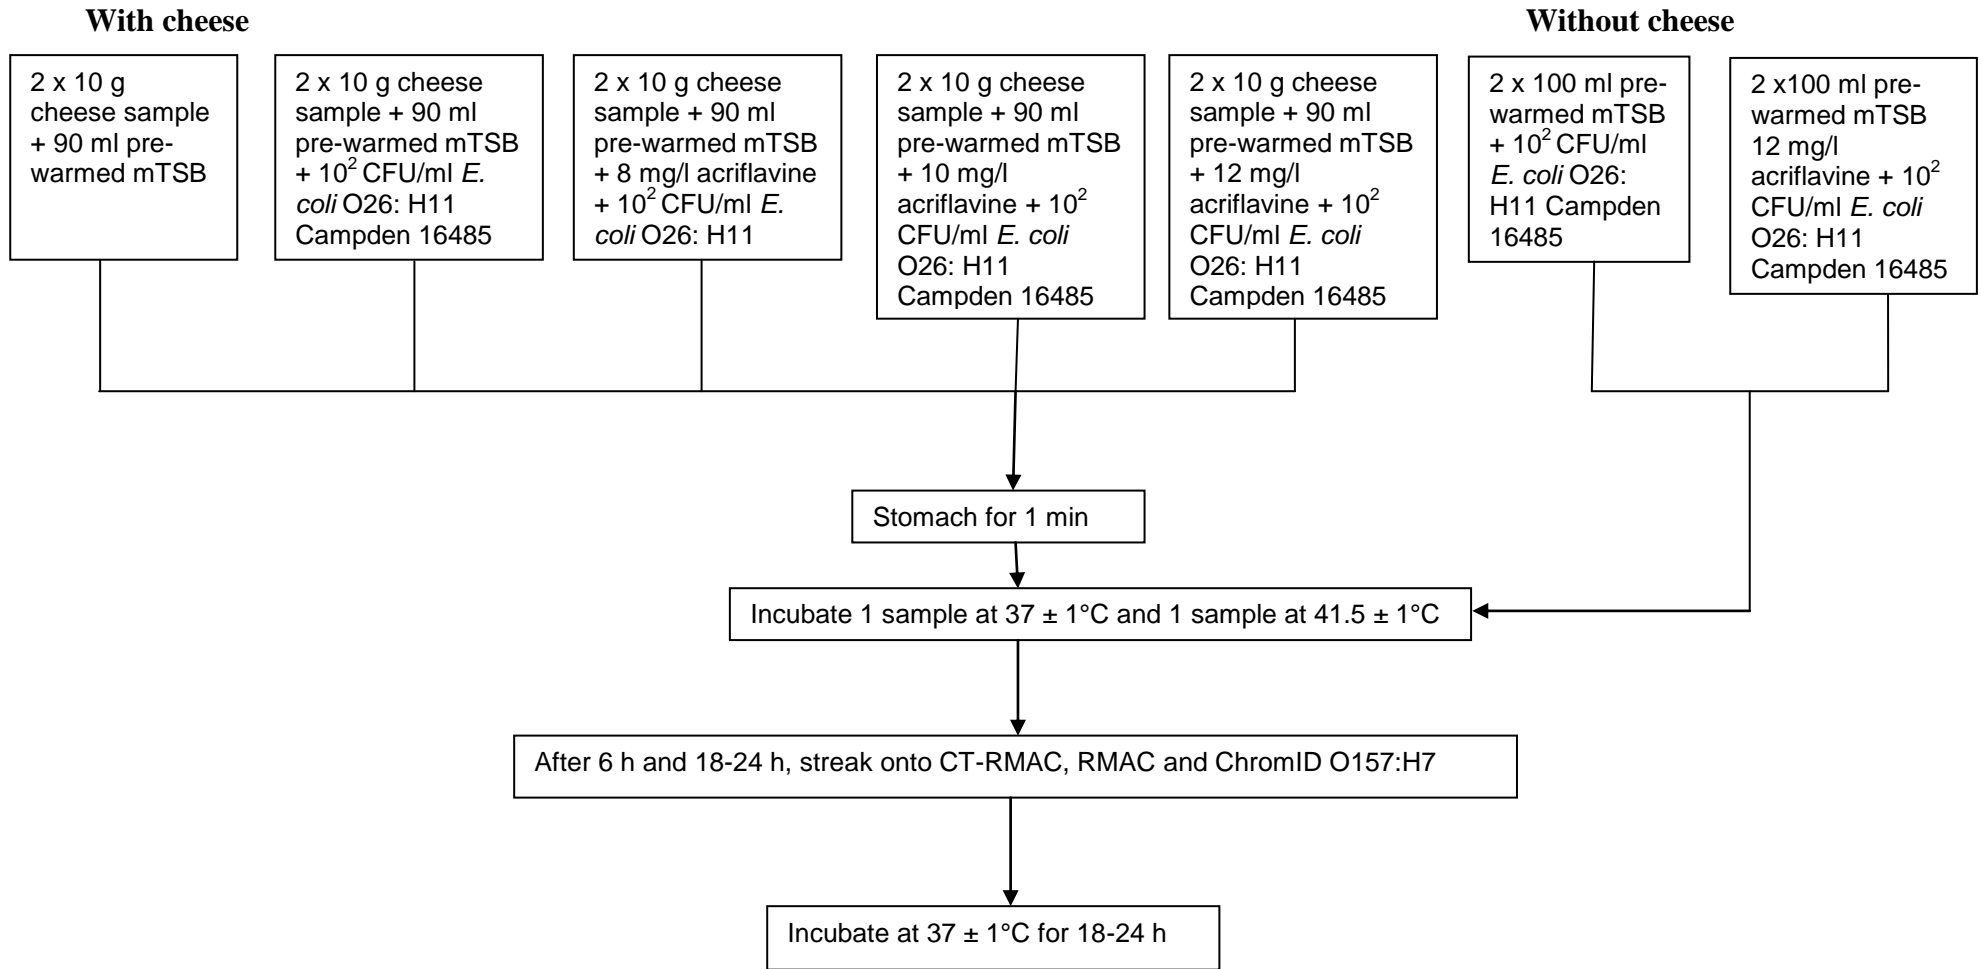 With cheese
Without cheese
2 x 10 g
cheese sample
+ 90 ml pre-
warmed mTSB
2 x 10 g cheese
sample + 90 ml
pre-warmed mTSB
+ 10² CFU/ml E.
coli O26: H11
Campden 16485
2 x 10 g cheese
sample + 90 ml
pre-warmed mTSB
+ 8 mg/l acriflavine
+ 10² CFU/ml E.
coli O26: H11
2 x 10 g cheese
sample + 90 ml
pre-warmed mTSB
+ 10 mg/l
acriflavine + 10²
CFU/ml E. coli
O26: H11
Campden 16485
2 x 10 g cheese
sample + 90 ml
pre-warmed mTSB
+ 12 mg/l
acriflavine + 10²
CFU/ml E. coli
O26: H11
Campden 16485
2 x 100 ml pre-
warmed mTSB
+ 10² CFU/ml
E. coli O26:
H11 Campden
16485
2 x100 ml pre-
warmed mTSB
12 mg/l
acriflavine + 10²
CFU/ml E. coli
O26: H11
Campden 16485
Stomach for 1 min
Incubate 1 sample at 37 ± 1°C and 1 sample at 41.5 ± 1°C
After 6 h and 18-24 h, streak onto CT-RMAC, RMAC and ChromID O157:H7
Incubate at 37 ± 1°C for 18-24 h